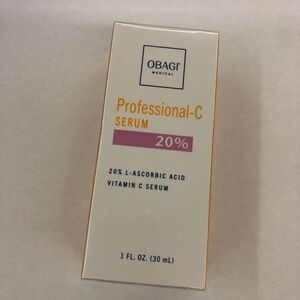 OBAGI
MEDICAL
Professional-C
SERUM
20%
20% L-ASCORBIC ACID
VITAMIN C SERUM
1 FL. OZ. (30 mL)